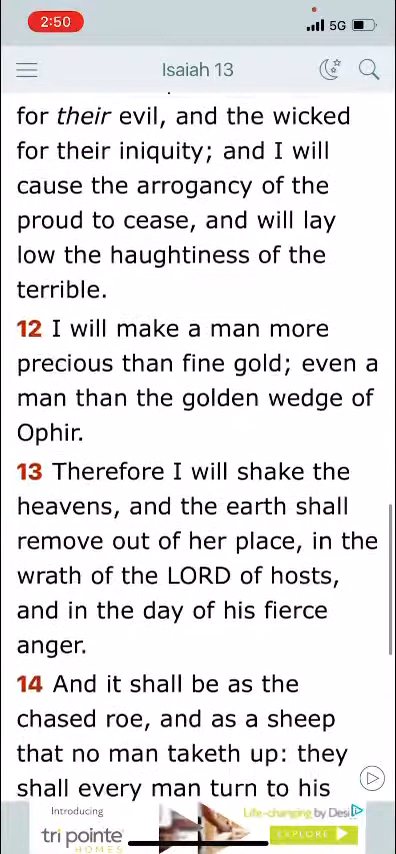 2:50
5G
Isaiah 13
for their evil, and the wicked
for their iniquity; and I will
cause the arrogancy of the
proud to cease, and will lay
low the haughtiness of the
terrible.
12 I will make a man more
precious than fine gold; even a
man than the golden wedge of
Ophir.
13 Therefore I will shake the
heavens, and the earth shall
remove out of her place, in the
wrath of the LORD of hosts,
and in the day of his fierce
anger.
14 And it shall be as the
chased roe, and as a sheep
that no man taketh up: they
shall every man turn to his
Introducing
tri pointe
HOMES
Life-changing by Desi
EXPLORE